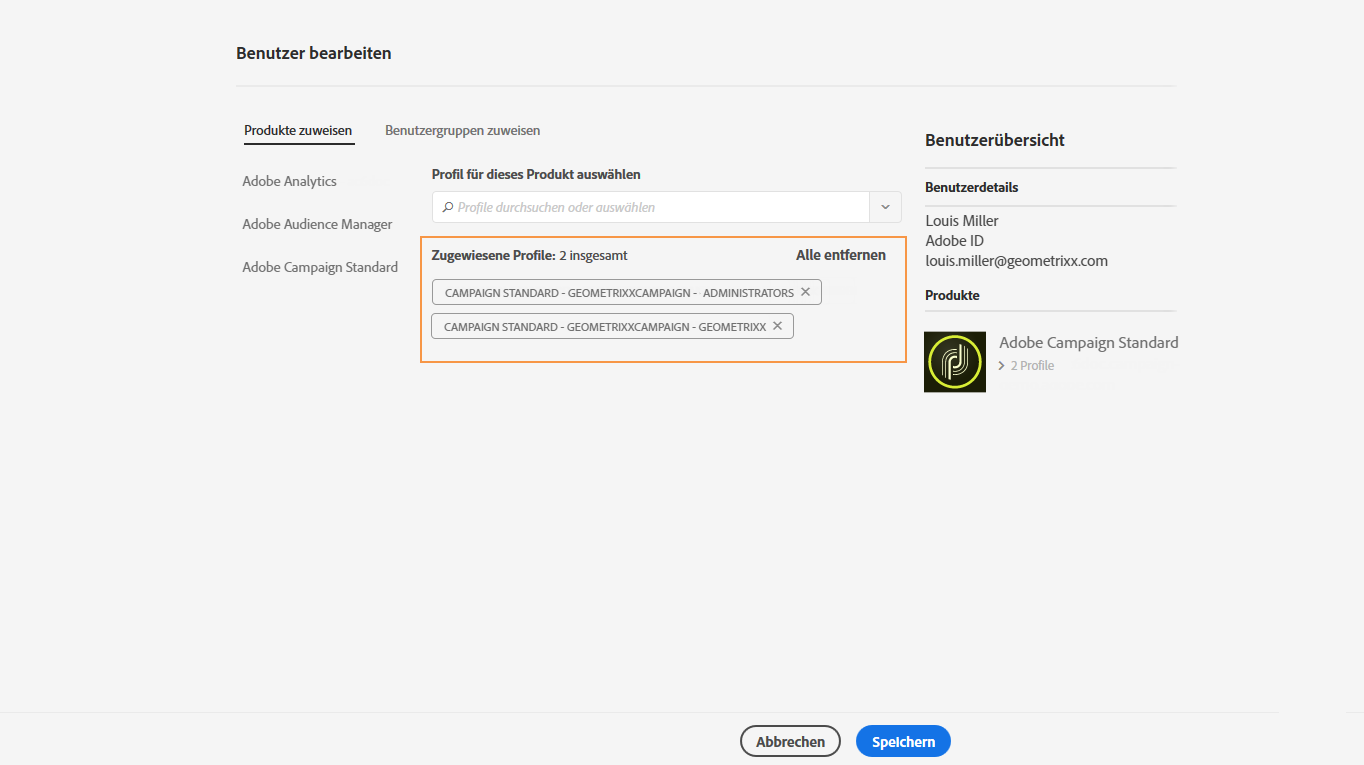 Benutzer bearbeiten
Produkte zuweisen
Benutzergruppen zuweisen
Adobe Analytics
Adobe Audience Manager
Adobe Campaign Standard
Profil für dieses Produkt auswählen
Profile durchsuchen oder auswählen
Zugewiesene Profile: 2 insgesamt
Alle entfernen
CAMPAIGN STANDARD - GEOMETRIXXCAMPAIGN - ADMINISTRATORS
CAMPAIGN STANDARD - GEOMETRIXXCAMPAIGN - GEOMETRIXX
Benutzerübersicht
Benutzerdetails
Louis Miller
Adobe ID
louis.miller@geometrixx.com
Produkte
Adobe Campaign Standard
2 Profile
Abbrechen
Speichern